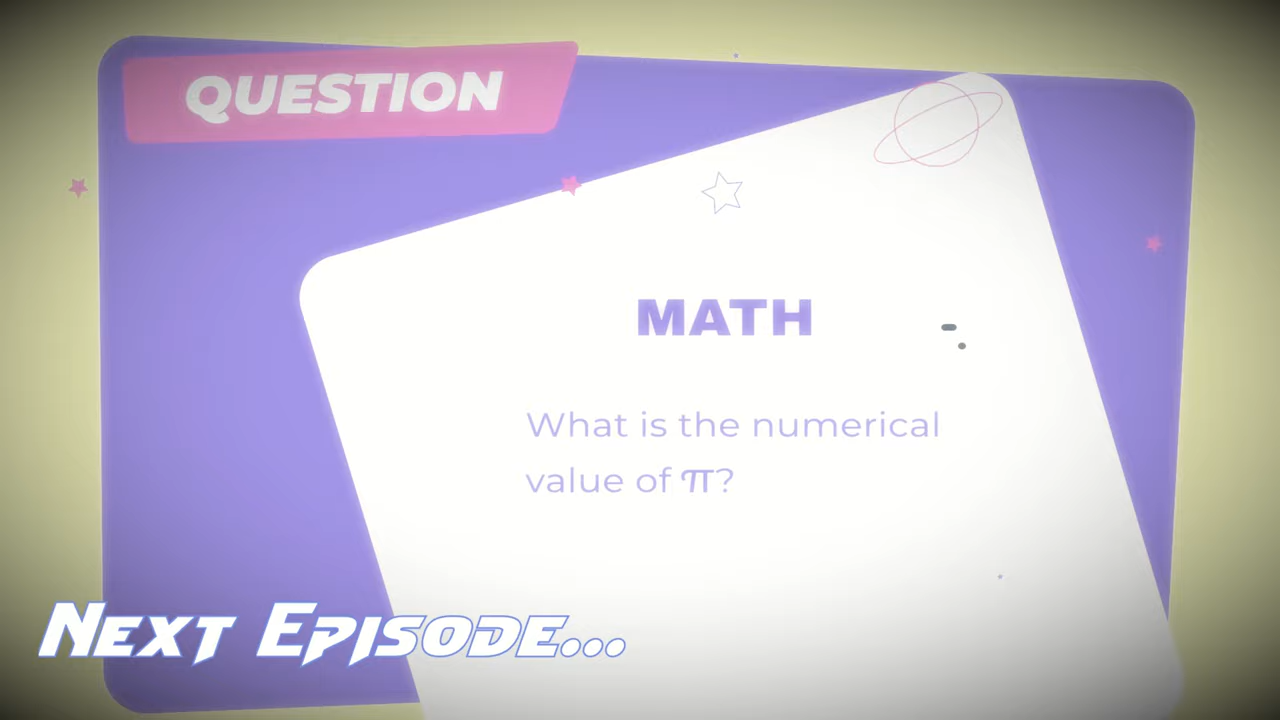 QUESTION
MATH
What is the numerical
value of π?
Next Episode...